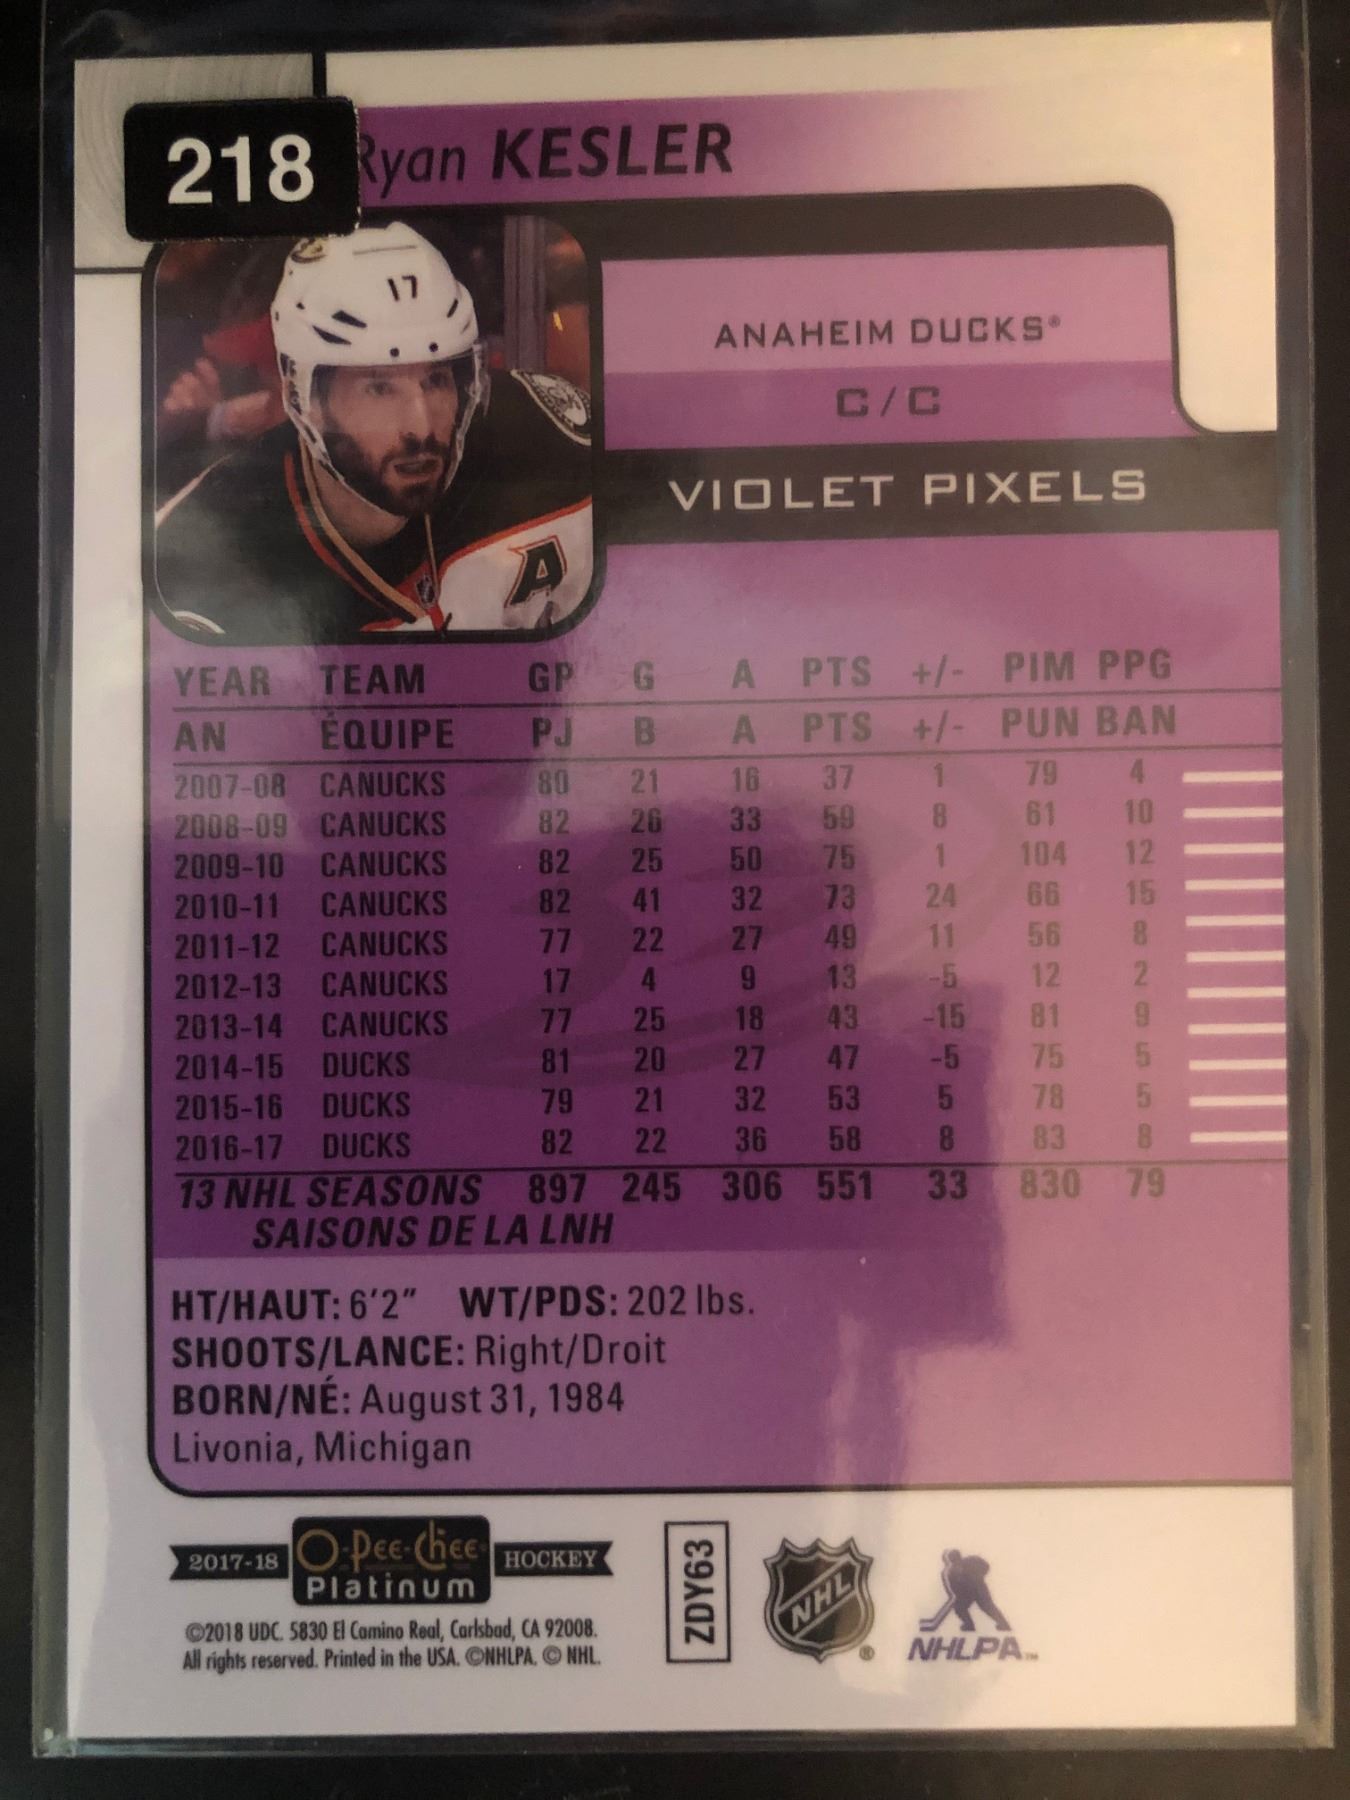 218
Ryan KESLER
17
ANAHEIM DUCKS®
C/C
VIOLET PIXELS
A
YEAR TEAM GP G A PTS +/- PIM PPG
AN ÉQUIPE PJ B A PTS +/- PUN BAN
2007-08 CANUCKS 80 21 16 37 1 79 4
2008-09 CANUCKS 82 26 33 59 8 61 10
2009-10 CANUCKS 82 25 50 75 1 104 12
2010-11 CANUCKS 82 41 32 73 24 66 15
2011-12 CANUCKS 77 22 27 49 11 56 8
2012-13 CANUCKS 17 4 9 13 -5 12 2
2013-14 CANUCKS 77 25 18 43 -15 81 9
2014-15 DUCKS 81 20 27 47 -5 75 5
2015-16 DUCKS 79 21 32 53 5 78 5
2016-17 DUCKS 82 22 36 58 8 83 8
13 NHL SEASONS 897 245 306 551 33 830 79
SAISONS DE LA LNH
HT/HAUT: 6'2" WT/PDS: 202 lbs.
SHOOTS/LANCE: Right/Droit
BORN/NÉ: August 31, 1984
Livonia, Michigan
2017-18 O-Pee-Chee HOCKEY
Platinum
©2018 UDC. 5830 El Camino Real, Carlsbad, CA 92008.
All rights reserved. Printed in the USA. ©NHLPA. © NHL.
ZDY63
NHL®
NHLPA™